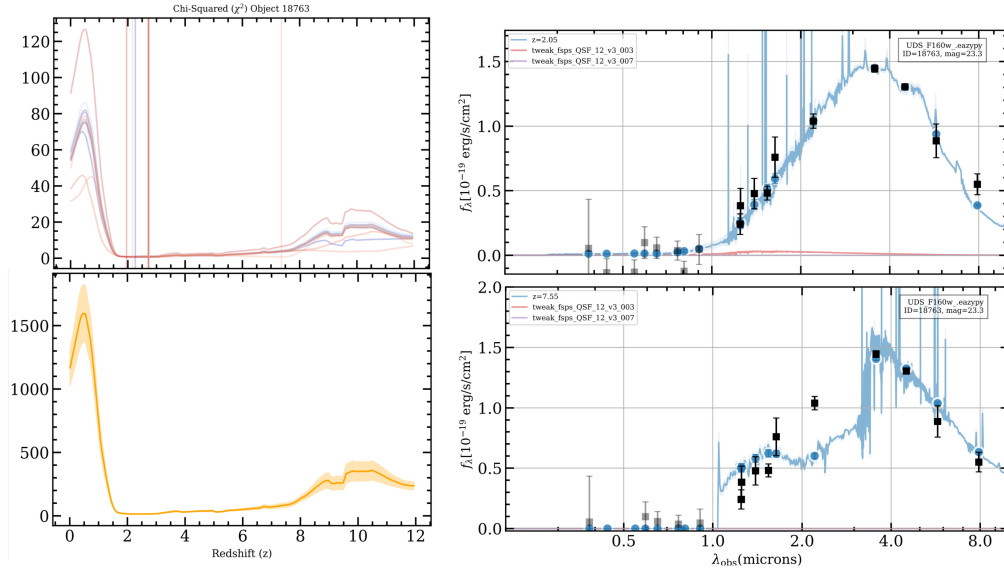 Chi-Squared (χ²) Object 18763
120
100
80
60
40
20
0
1500
1000
500
0
0 2 4 6 8 10 12
Redshift (z)
z=2.05
tweak_fsps_QSF_12_v3_003
tweak_fsps_QSF_12_v3_007
UDS_F160w_.eazypy
ID=18763, mag=23.3
1.5
1.0
0.5
0.0
fλ[10⁻¹⁹ erg/s/cm²]
z=7.55
tweak_fsps_QSF_12_v3_003
tweak_fsps_QSF_12_v3_007
UDS_F160w_.eazypy
ID=18763, mag=23.3
2.0
1.5
1.0
0.5
0.0
fλ[10⁻¹⁹ erg/s/cm²]
0.5 1.0 2.0 4.0 8.0
λobs(microns)